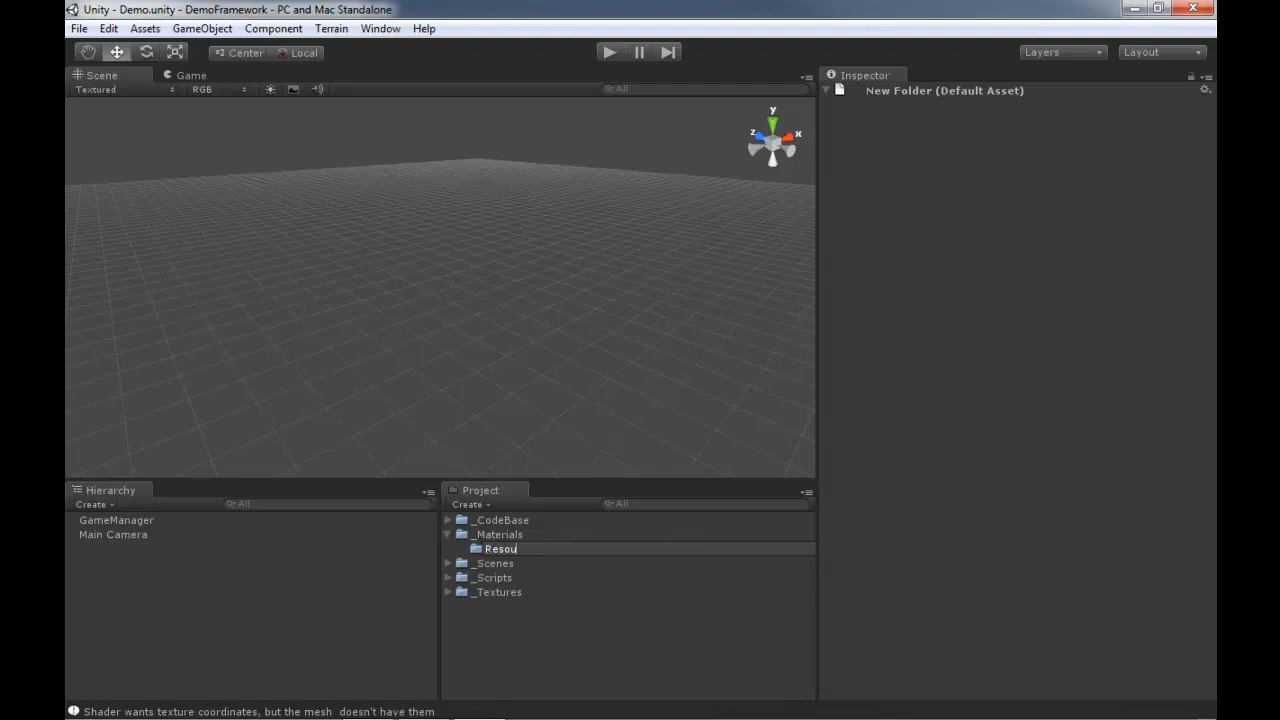 Unity - Demo.unity - DemoFramework - PC and Mac Standalone
File Edit Assets GameObject Component Terrain Window Help
Center Local Layers Layout
Scene Game Inspector
Textured RGB All New Folder (Default Asset)
y
z x
Hierarchy Project
Create All Create All
GameManager _CodeBase
Main Camera _Materials
Resou
_Scenes
_Scripts
_Textures
Shader wants texture coordinates, but the mesh doesn't have them